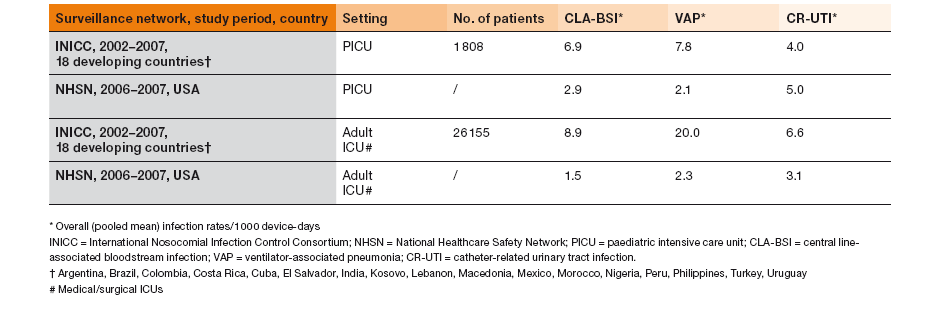 Surveillance network, study period, country Setting No. of patients CLA-BSI* VAP* CR-UTI*
INICC, 2002–2007, PICU 1 808 6.9 7.8 4.0
18 developing countries†
NHSN, 2006–2007, USA PICU / 2.9 2.1 5.0
INICC, 2002–2007, Adult 26 155 8.9 20.0 6.6
18 developing countries† ICU#
NHSN, 2006–2007, USA Adult / 1.5 2.3 3.1
ICU#
* Overall (pooled mean) infection rates/1000 device-days
INICC = International Nosocomial Infection Control Consortium; NHSN = National Healthcare Safety Network; PICU = paediatric intensive care unit; CLA-BSI = central line-
associated bloodstream infection; VAP = ventilator-associated pneumonia; CR-UTI = catheter-related urinary tract infection.
† Argentina, Brazil, Colombia, Costa Rica, Cuba, El Salvador, India, Kosovo, Lebanon, Macedonia, Mexico, Morocco, Nigeria, Peru, Philippines, Turkey, Uruguay
# Medical/surgical ICUs